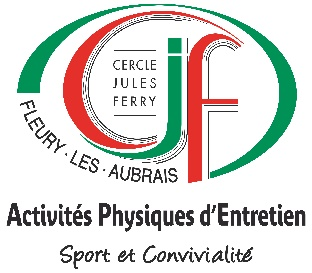 CERCLE
JULES
FERRY
cjf
FLEURY · LES · AUBRAIS
Activités Physiques d'Entretien
Sport et Convivialité